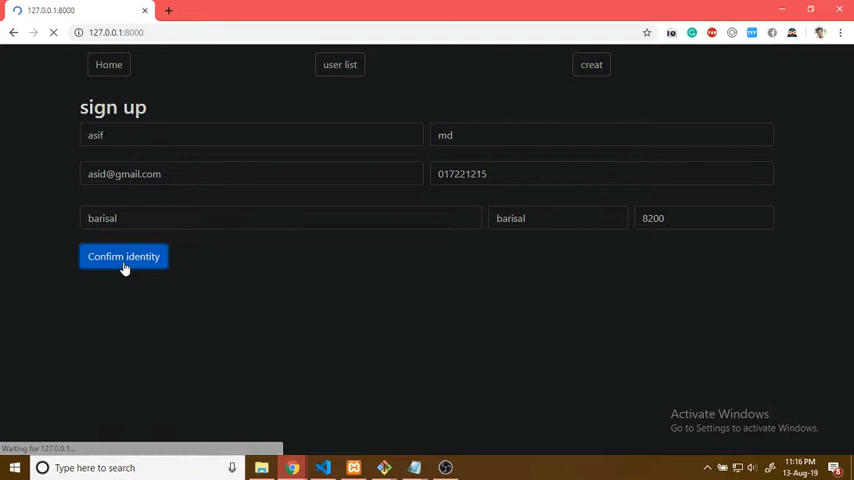 127.0.0.1:8000
127.0.0.1:8000
Home
user list
creat
sign up
asif
md
asid@gmail.com
017221215
barisal
barisal
8200
Confirm identity
Activate Windows
Go to Settings to activate Windows.
Waiting for 127.0.0.1...
Type here to search
11:16 PM
13-Aug-19